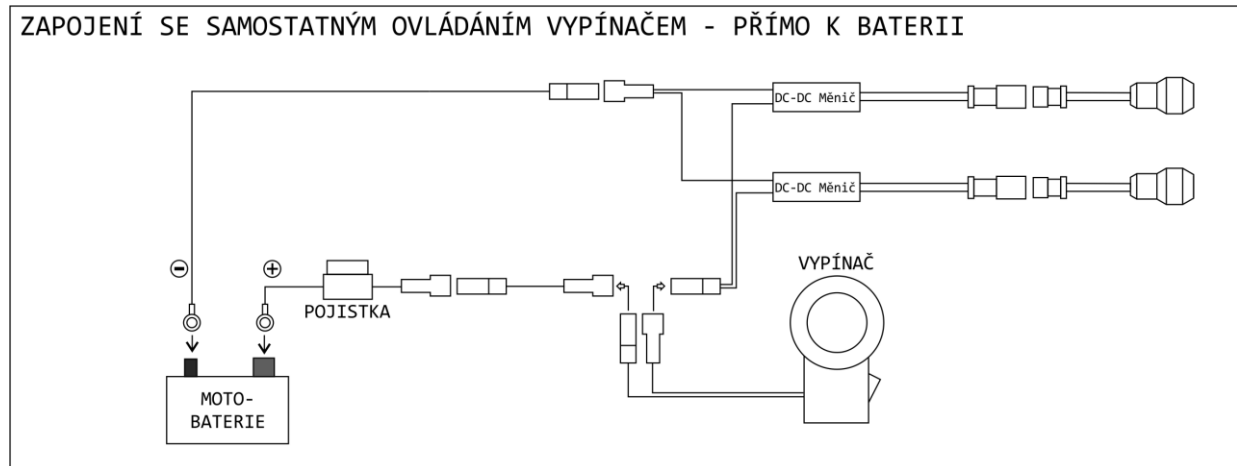 ZAPOJENÍ SE SAMOSTATNÝM OVLÁDÁNÍM VYPÍNAČEM - PŘÍMO K BATERII
DC-DC Měnič
DC-DC Měnič
VYPÍNAČ
POJISTKA
MOTO-
BATERIE